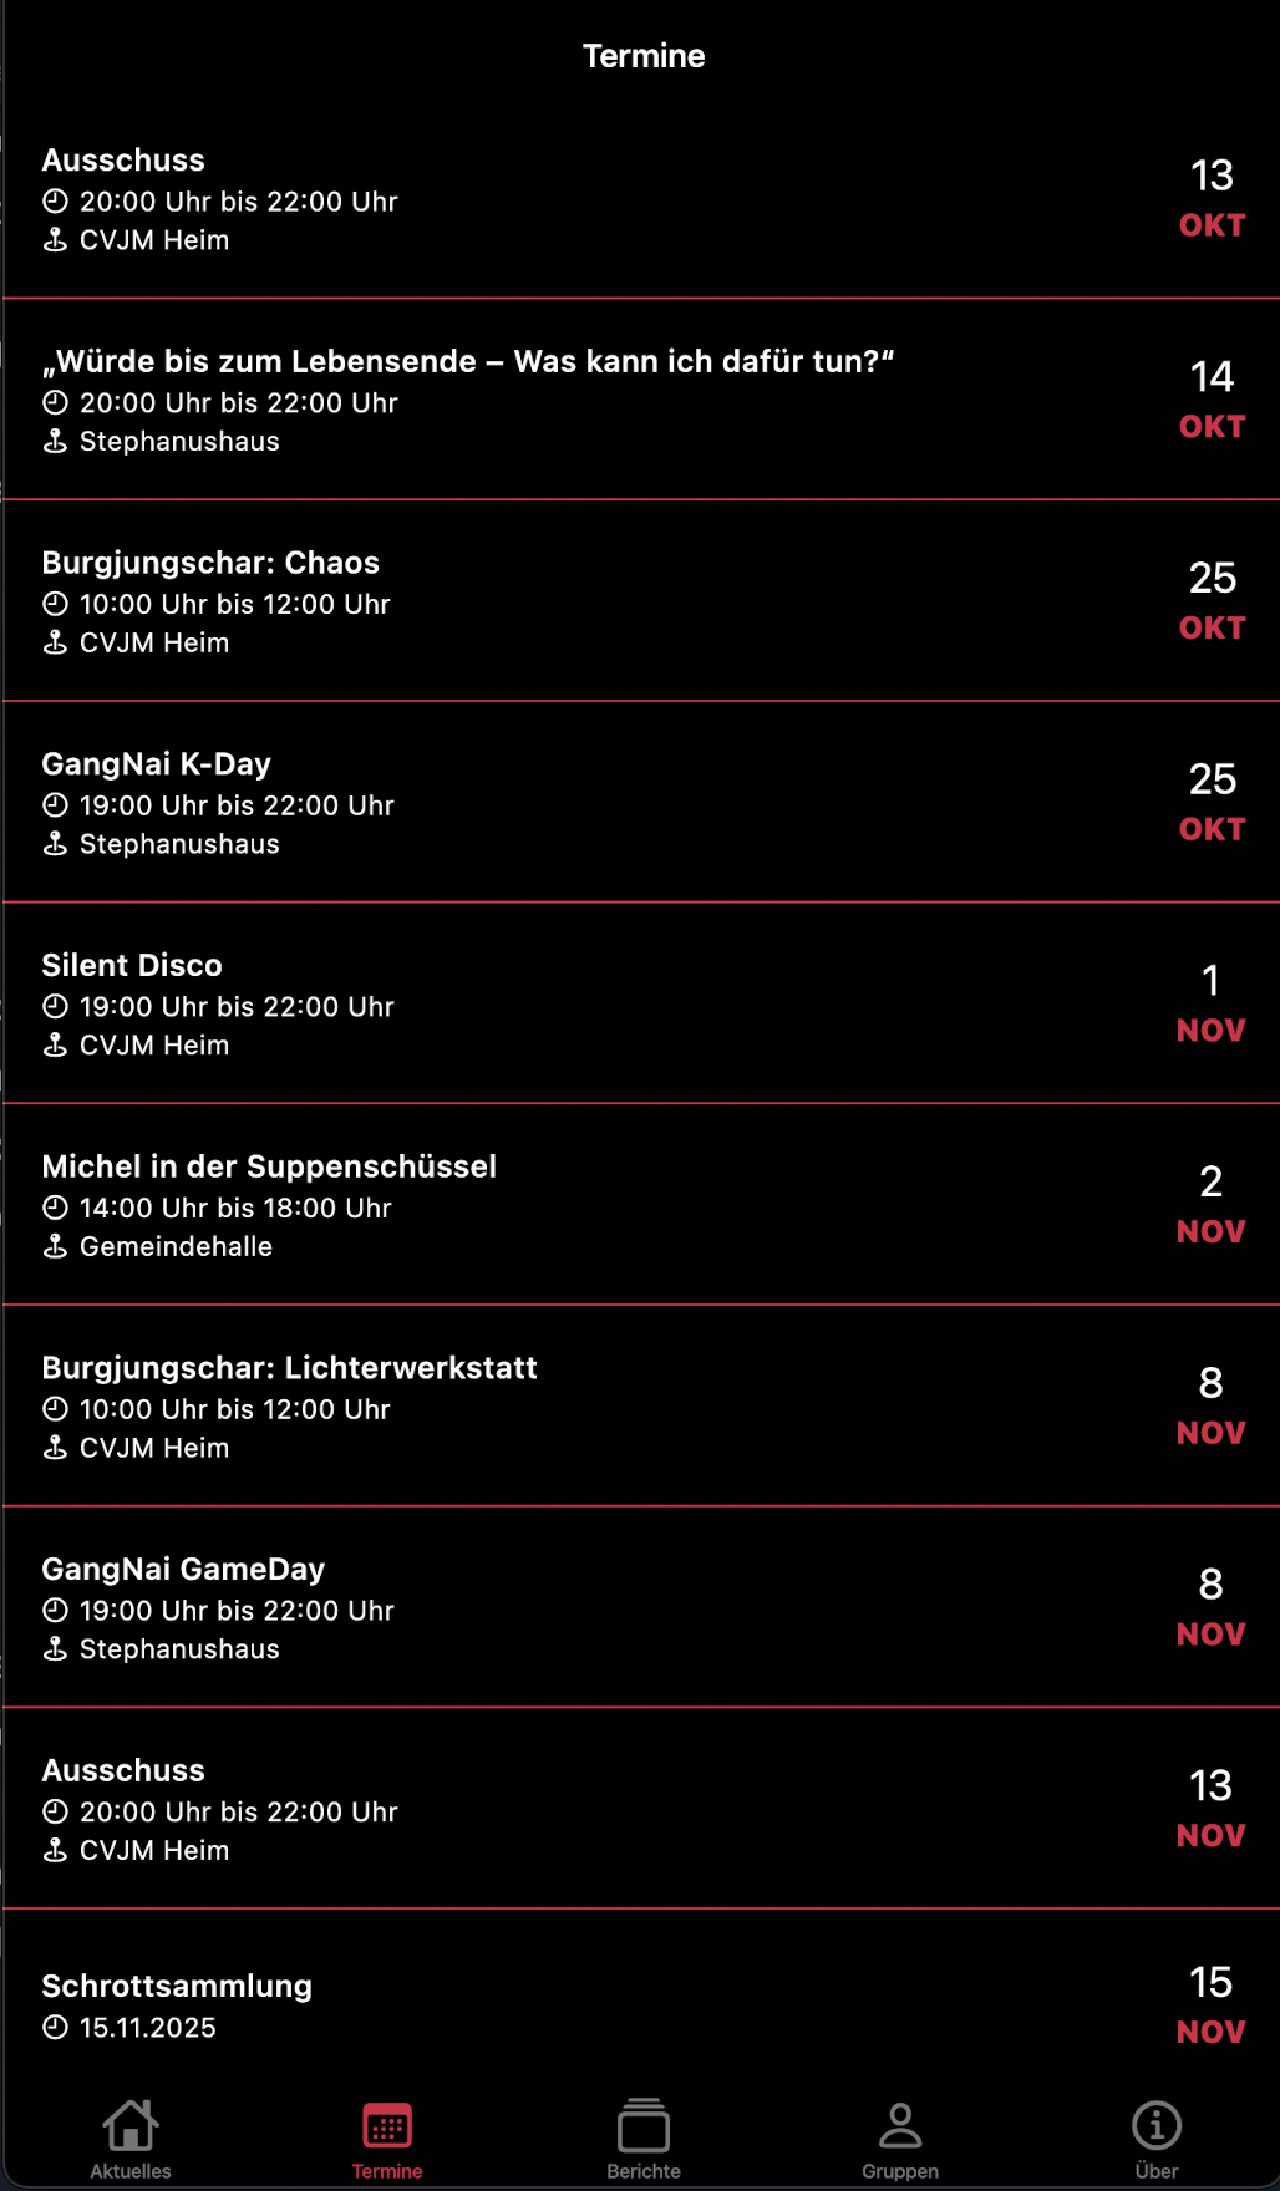 Termine
Ausschuss
20:00 Uhr bis 22:00 Uhr
CVJM Heim
13
OKT
„Würde bis zum Lebensende – Was kann ich dafür tun?“
20:00 Uhr bis 22:00 Uhr
Stephanushaus
14
OKT
Burgjungschar: Chaos
10:00 Uhr bis 12:00 Uhr
CVJM Heim
25
OKT
GangNai K-Day
19:00 Uhr bis 22:00 Uhr
Stephanushaus
25
OKT
Silent Disco
19:00 Uhr bis 22:00 Uhr
CVJM Heim
1
NOV
Michel in der Suppenschüssel
14:00 Uhr bis 18:00 Uhr
Gemeindehalle
2
NOV
Burgjungschar: Lichterwerkstatt
10:00 Uhr bis 12:00 Uhr
CVJM Heim
8
NOV
GangNai GameDay
19:00 Uhr bis 22:00 Uhr
Stephanushaus
8
NOV
Ausschuss
20:00 Uhr bis 22:00 Uhr
CVJM Heim
13
NOV
Schrottsammlung
15.11.2025
15
NOV
Aktuelles
Termine
Berichte
Gruppen
Über